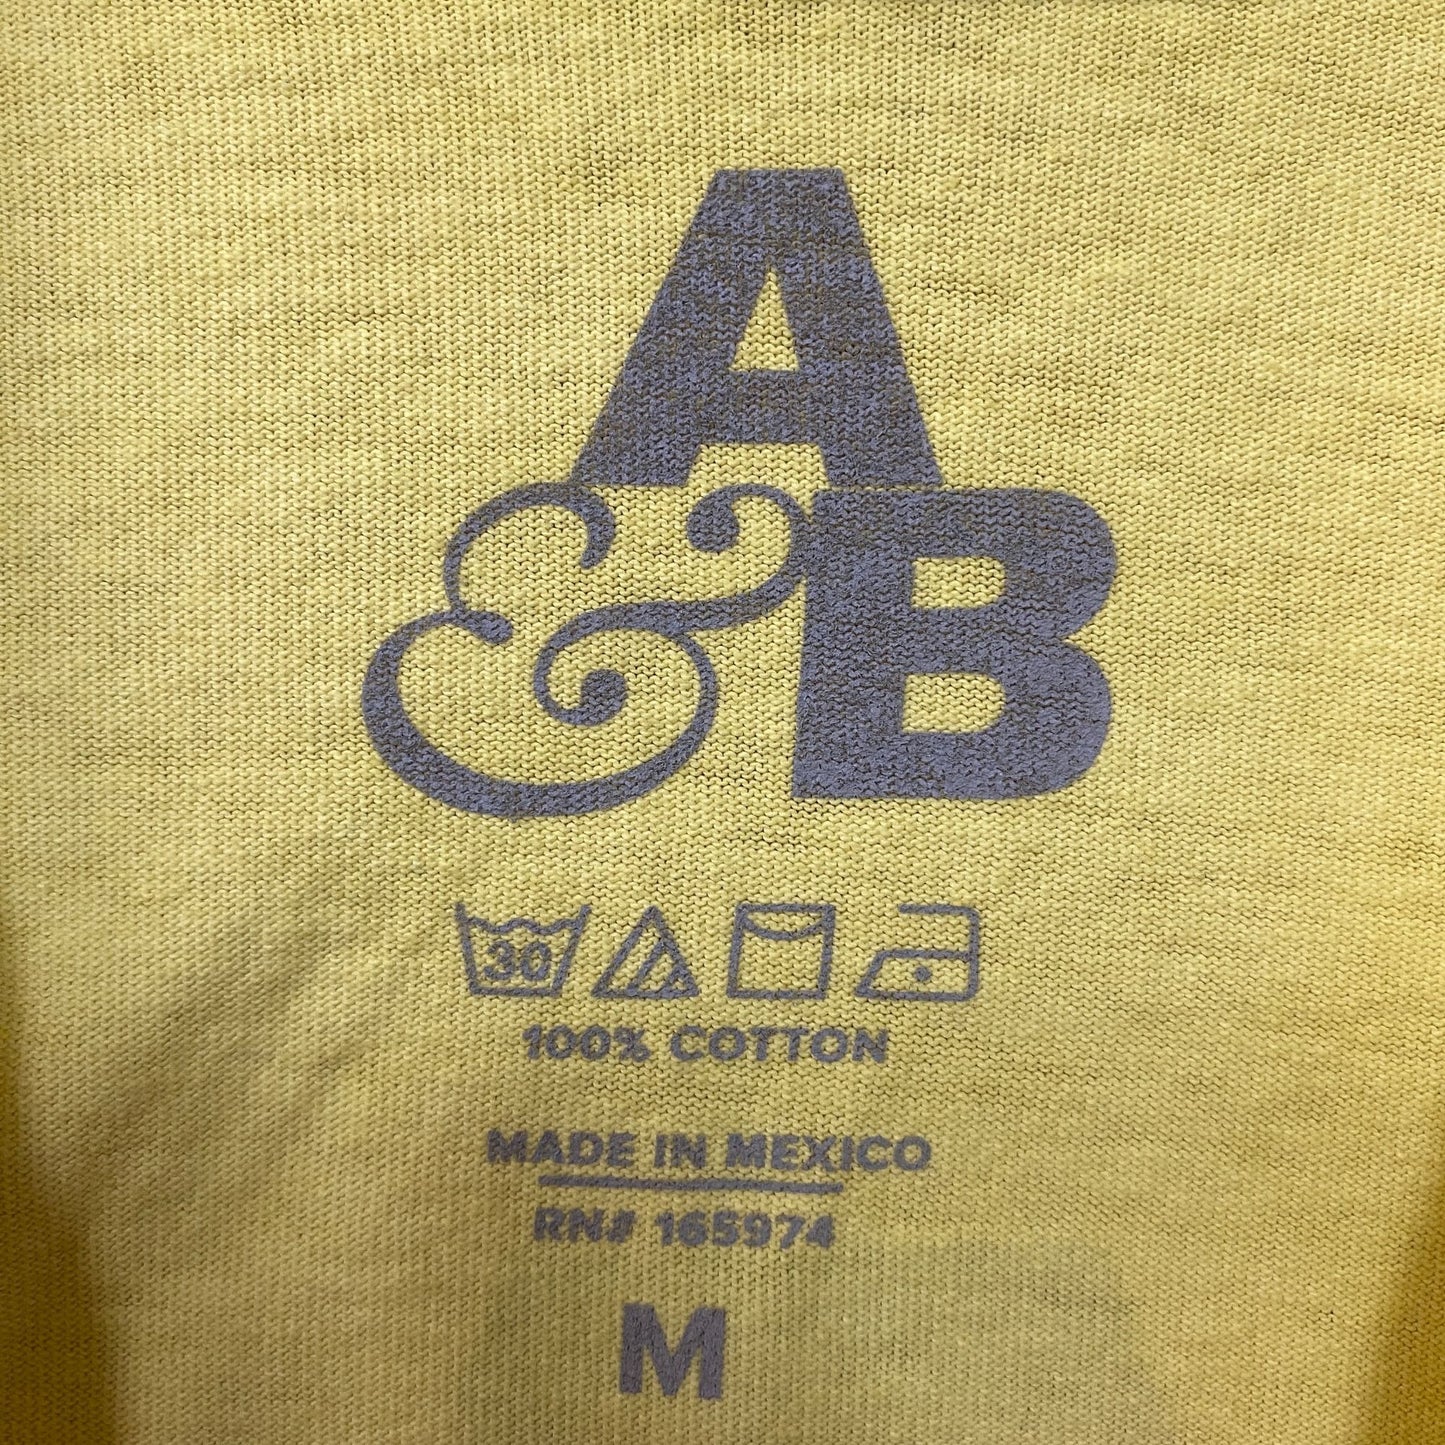 A
&B
30
100% COTTON
MADE IN MEXICO
RN# 165974
M